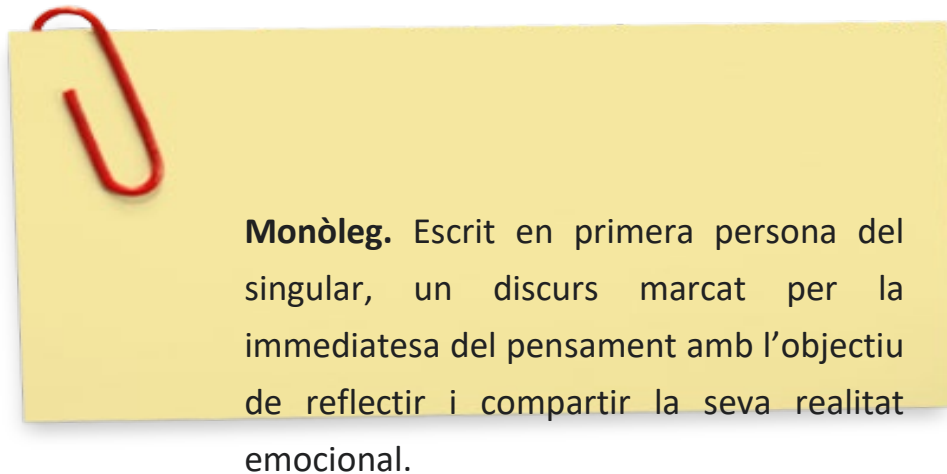 Monòleg. Escrit en primera persona del
singular, un discurs marcat per la
immediatesa del pensament amb l’objectiu
de reflectir i compartir la seva realitat
emocional.